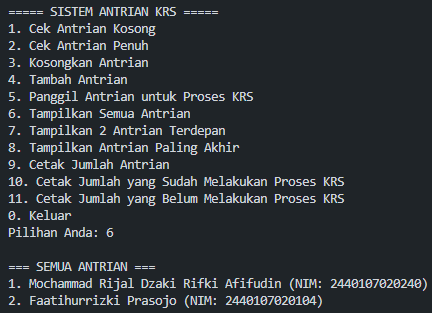 ===== SISTEM ANTRIAN KRS =====
1. Cek Antrian Kosong
2. Cek Antrian Penuh
3. Kosongkan Antrian
4. Tambah Antrian
5. Panggil Antrian untuk Proses KRS
6. Tampilkan Semua Antrian
7. Tampilkan 2 Antrian Terdepan
8. Tampilkan Antrian Paling Akhir
9. Cetak Jumlah Antrian
10. Cetak Jumlah yang Sudah Melakukan Proses KRS
11. Cetak Jumlah yang Belum Melakukan Proses KRS
0. Keluar
Pilihan Anda: 6
=== SEMUA ANTRIAN ===
1. Mochammad Rijal Dzaki Rifki Afifudin (NIM: 2440107020240)
2. Faatihurrizki Prasojo (NIM: 2440107020104)